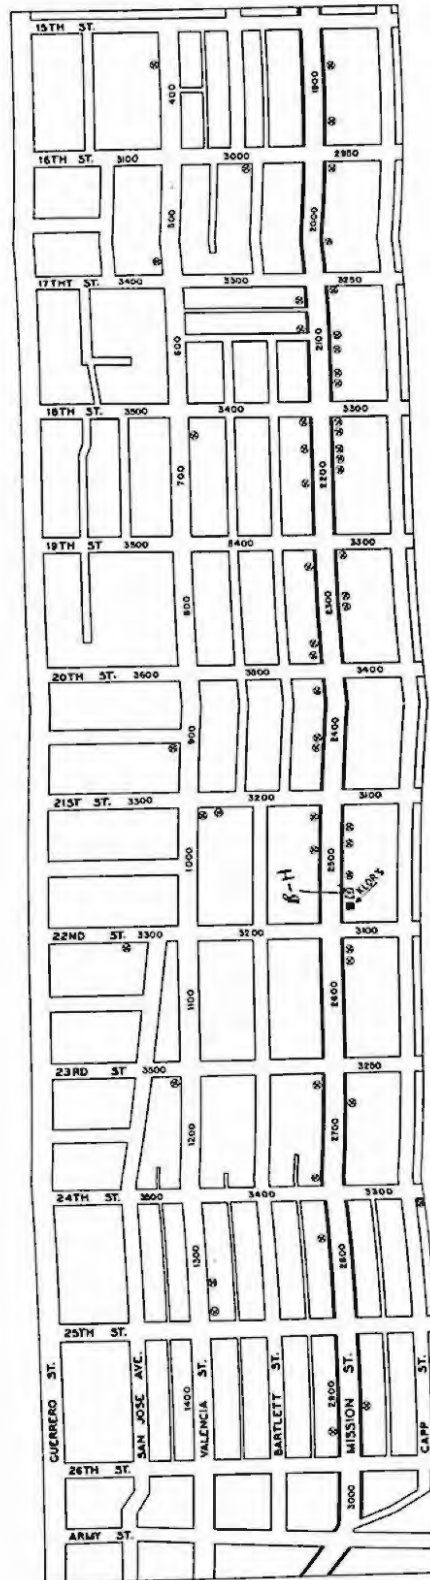 15TH ST.
400
1900
16TH ST. 3100 3000 2950
500
2000
17THT ST. 3400 3300 3250
600
2100
18TH ST. 3500 3400 3300
700
2200
19TH ST 3500 3400 3300
800
2300
20TH ST. 3600 3500 3400
900
2400
21ST ST. 3300 3200 3100
1000
2500
B-H
KLOR'S
22ND ST. 3300 3200 3100
1100
2600
23RD ST 3500 3250
1200
2700
24TH ST. 3600 3400 3300
1300
2800
25TH ST.
GUERRERO ST.
SAN JOSE AVE.
1400
VALENCIA ST.
BARTLETT ST.
2900
MISSION ST.
CAPP ST.
26TH ST.
3000
ARMY ST.